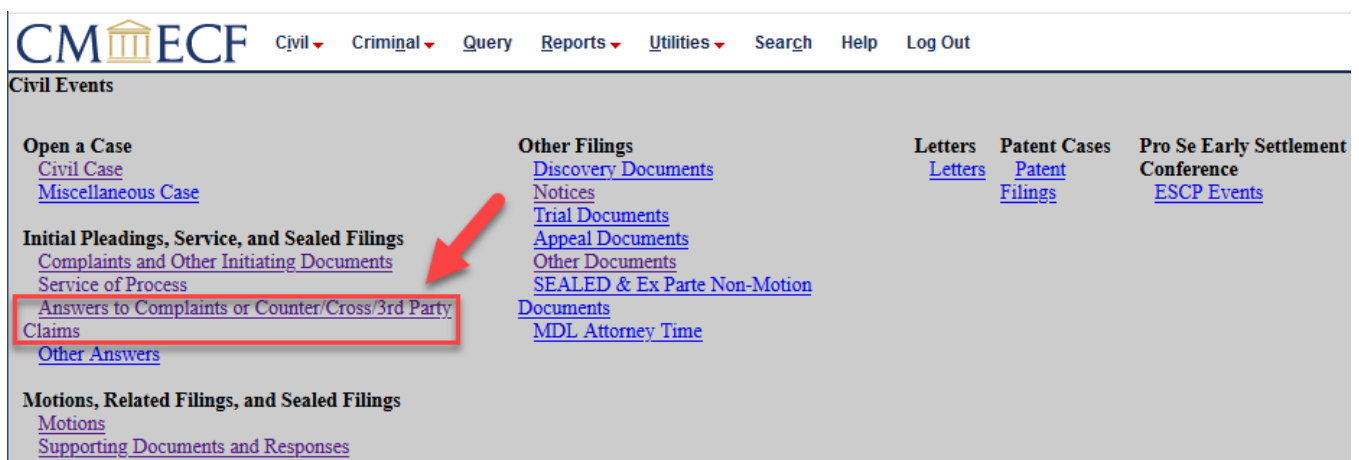 CM ECF Civil Criminal Query Reports Utilities Search Help Log Out
Civil Events
Open a Case
Civil Case
Miscellaneous Case
Initial Pleadings, Service, and Sealed Filings
Complaints and Other Initiating Documents
Service of Process
Answers to Complaints or Counter/Cross/3rd Party
Claims
Other Answers
Motions, Related Filings, and Sealed Filings
Motions
Supporting Documents and Responses
Other Filings
Discovery Documents
Notices
Trial Documents
Appeal Documents
Other Documents
SEALED & Ex Parte Non-Motion
Documents
MDL Attorney Time
Letters
Letters
Patent Cases
Patent
Filings
Pro Se Early Settlement
Conference
ESCP Events